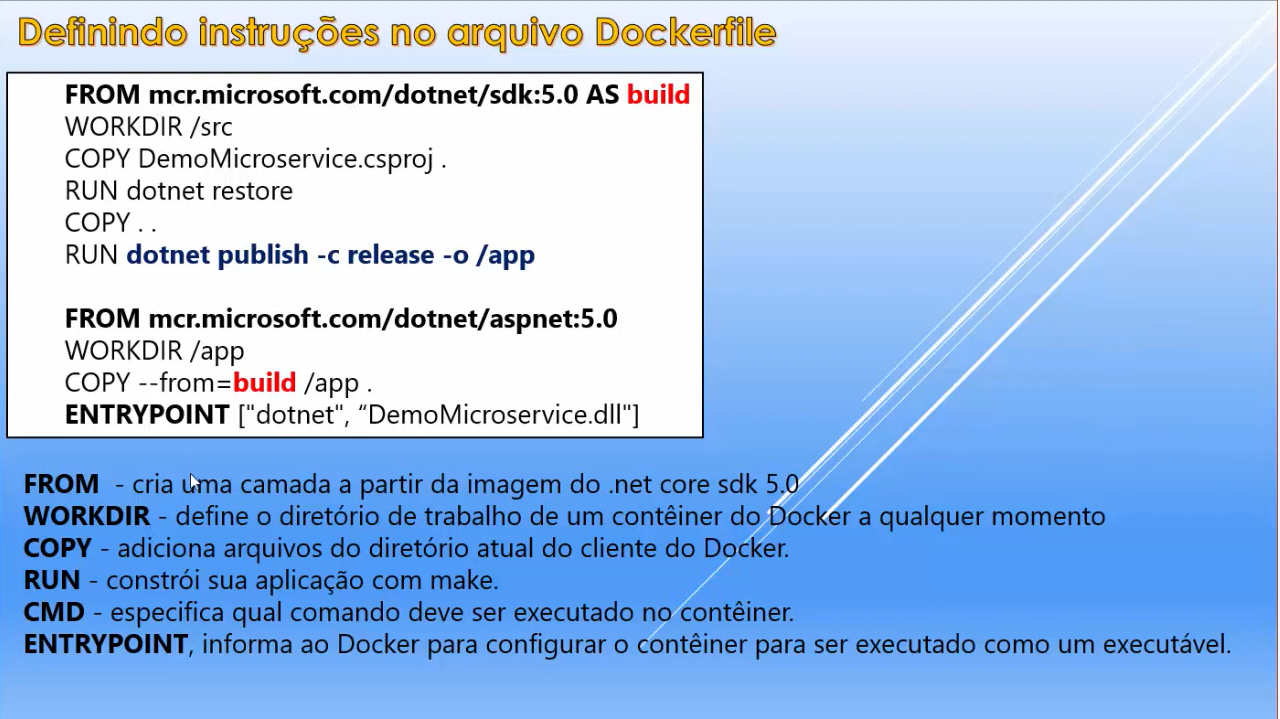 Definindo instruções no arquivo Dockerfile
FROM mcr.microsoft.com/dotnet/sdk:5.0 AS build
WORKDIR /src
COPY DemoMicroservice.csproj .
RUN dotnet restore
COPY . .
RUN dotnet publish -c release -o /app
FROM mcr.microsoft.com/dotnet/aspnet:5.0
WORKDIR /app
COPY --from=build /app .
ENTRYPOINT ["dotnet", “DemoMicroservice.dll"]
FROM - cria uma camada a partir da imagem do .net core sdk 5.0
WORKDIR - define o diretório de trabalho de um contêiner do Docker a qualquer momento
COPY - adiciona arquivos do diretório atual do cliente do Docker.
RUN - constrói sua aplicação com make.
CMD - especifica qual comando deve ser executado no contêiner.
ENTRYPOINT, informa ao Docker para configurar o contêiner para ser executado como um executável.